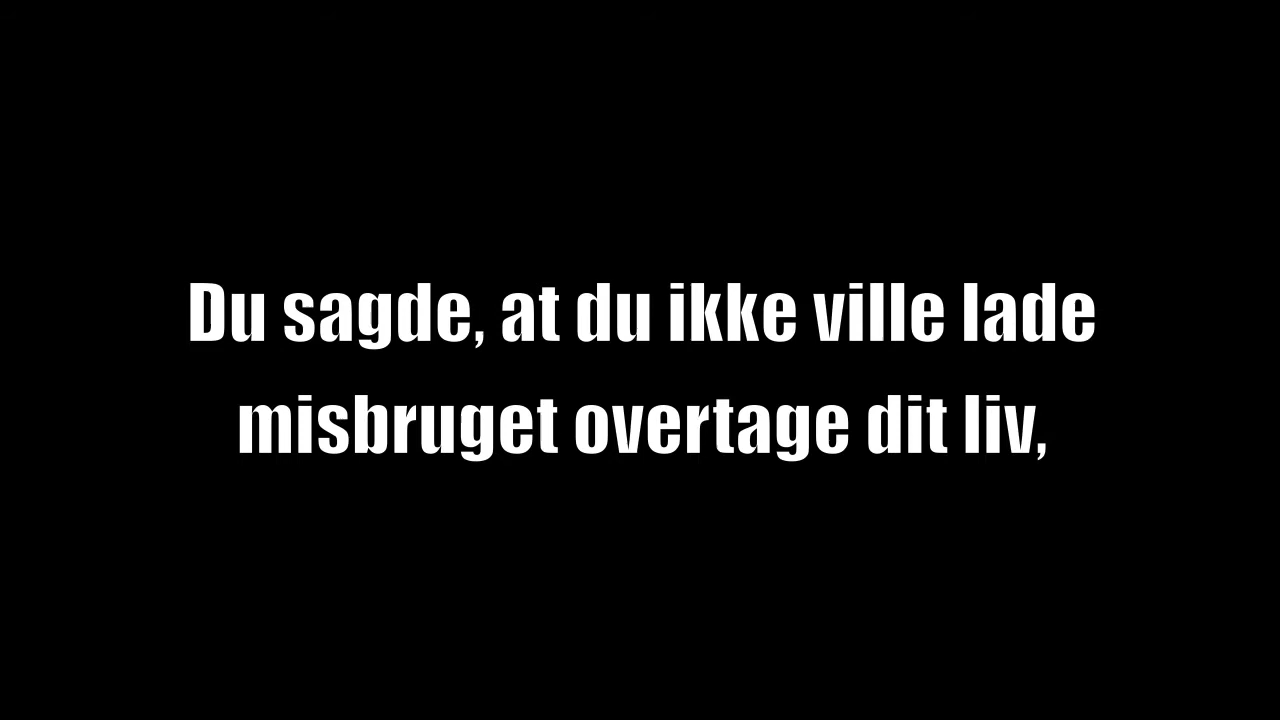 Du sagde, at du ikke ville lade
misbruget overtage dit liv,